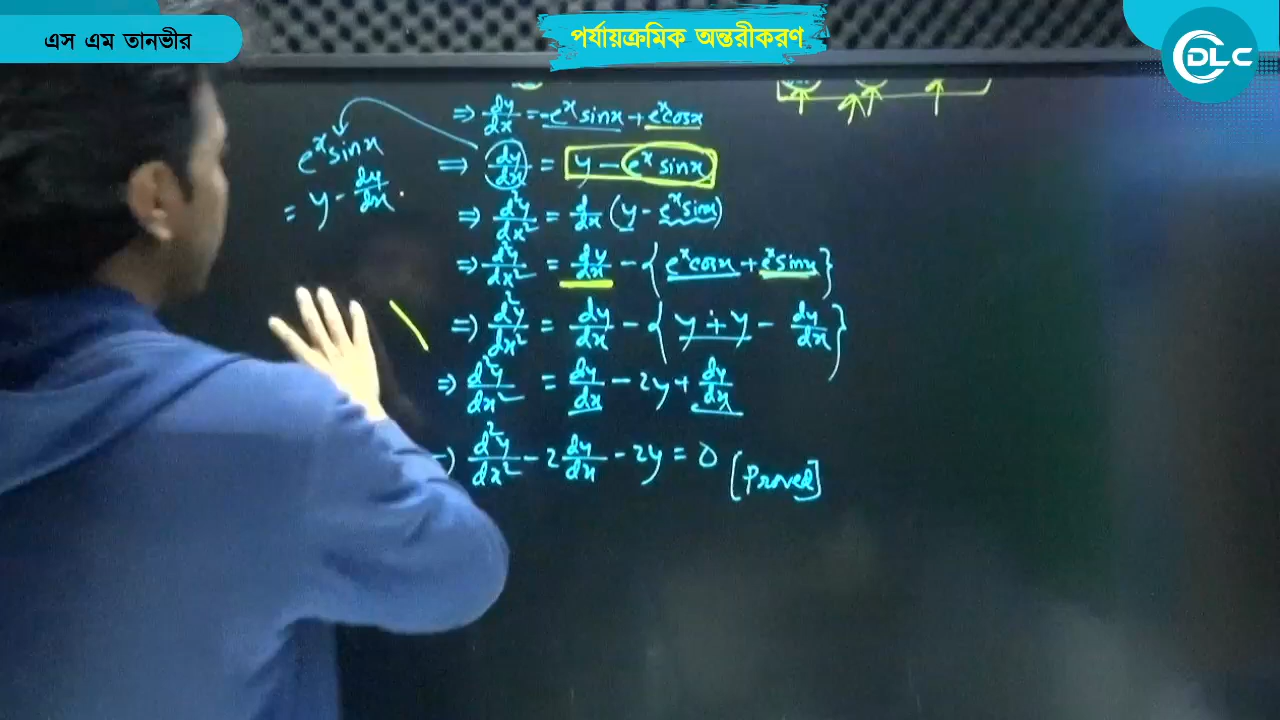 এস এম তানভীর
পর্যায়ক্রমিক অন্তরীকরণ
DLC
⇒ dy/dx = -e^x sinx + e^x cosx
e^x sinx
= y - dy/dx
⇒ dy/dx = y - e^x sinx
⇒ d²y/dx² = d/dx (y - e^x sinx)
⇒ d²y/dx² = dy/dx - {e^x cosx + e^x sinx}
⇒ d²y/dx² = dy/dx - {y + y - dy/dx}
⇒ d²y/dx² = dy/dx - 2y + dy/dx
⇒ d²y/dx² - 2 dy/dx - 2y = 0 [Proved]